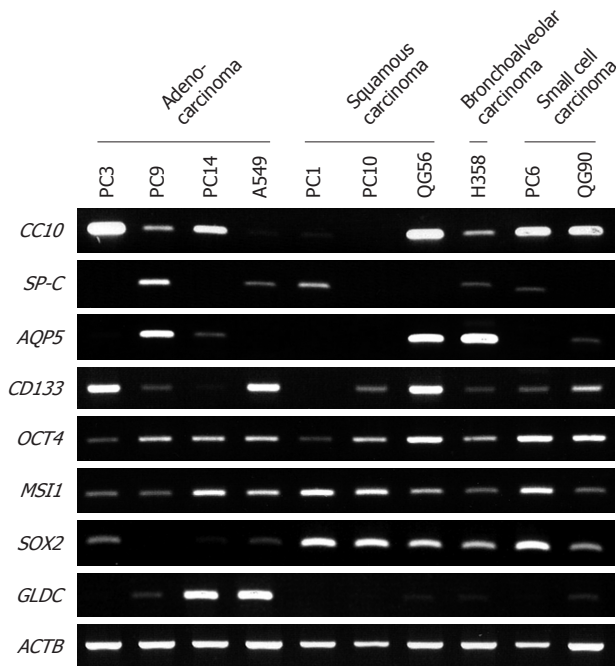 Adeno-
carcinoma
Squamous
carcinoma
Bronchoalveolar
carcinoma
Small cell
carcinoma
PC3 PC9 PC14 A549 PC1 PC10 QG56 H358 PC6 QG90
CC10
SP-C
AQP5
CD133
OCT4
MSI1
SOX2
GLDC
ACTB